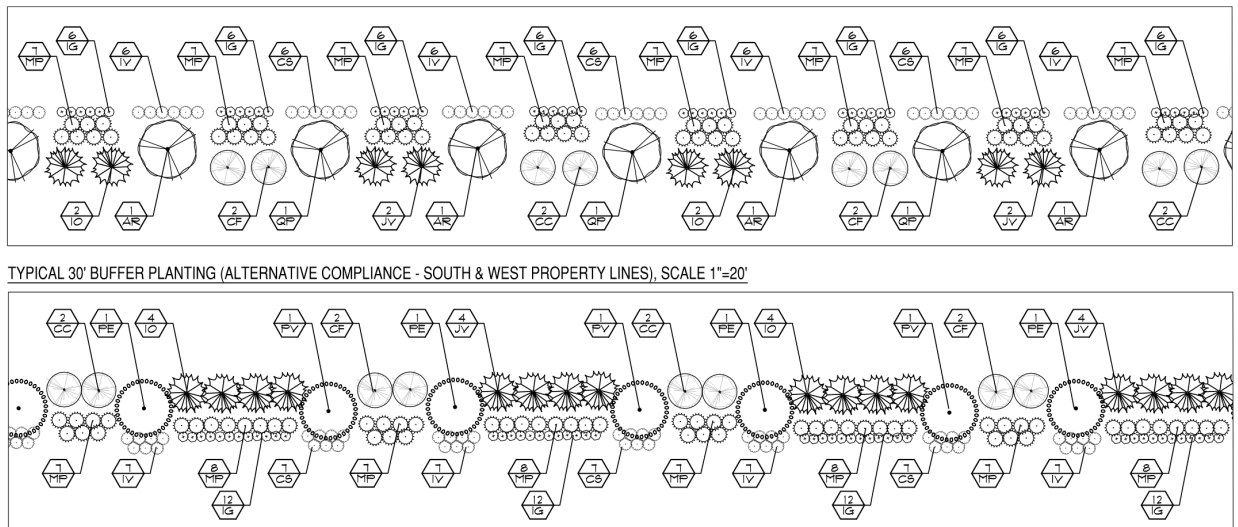 7
MP
6
IG
6
IV
7
MP
6
IG
6
CS
7
MP
6
IG
6
IV
7
MP
6
IG
6
CS
7
MP
6
IG
6
IV
7
MP
6
IG
6
CS
7
MP
6
IG
6
IV
7
MP
6
IG
2
IO
1
AR
2
CF
1
QP
2
JV
1
AR
2
CC
1
QP
2
IO
1
AR
2
CF
1
QP
2
JV
1
AR
2
CC
TYPICAL 30' BUFFER PLANTING (ALTERNATIVE COMPLIANCE - SOUTH & WEST PROPERTY LINES), SCALE 1"=20'
2
CC
1
PE
4
IO
1
PV
2
CF
1
PE
4
JV
1
PV
2
CC
1
PE
4
IO
1
PV
2
CF
1
PE
4
JV
7
MP
7
IV
8
MP
12
IG
7
CS
7
MP
7
IV
8
MP
12
IG
7
CS
7
MP
7
IV
8
MP
12
IG
7
CS
7
MP
7
IV
8
MP
12
IG